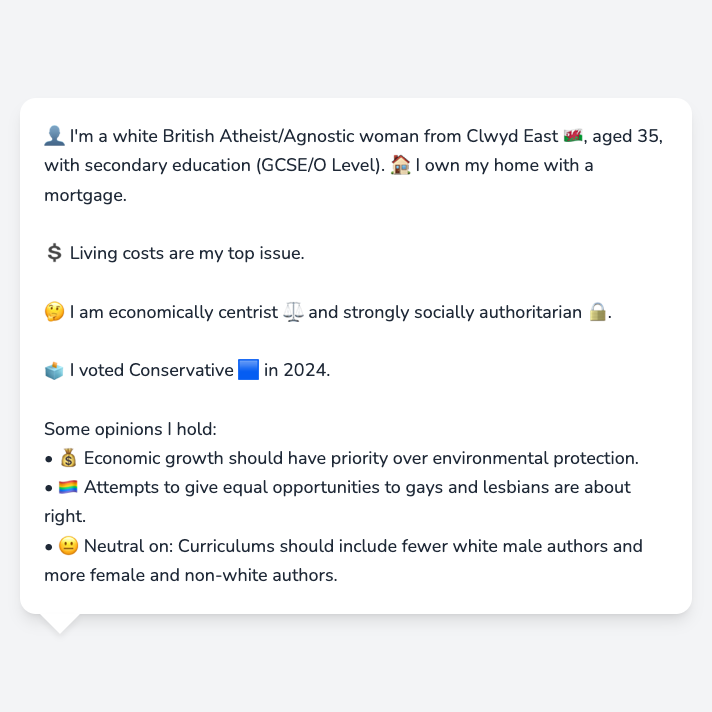 👤 I'm a white British Atheist/Agnostic woman from Clwyd East 🏴󠁧󠁢󠁷󠁬󠁳󠁿, aged 35,
with secondary education (GCSE/O Level). 🏠 I own my home with a
mortgage.
💲 Living costs are my top issue.
🤔 I am economically centrist ⚖️ and strongly socially authoritarian 🔒.
🗳️ I voted Conservative 🟦 in 2024.
Some opinions I hold:
• 💰 Economic growth should have priority over environmental protection.
• 🏳️‍🌈 Attempts to give equal opportunities to gays and lesbians are about
right.
• 😐 Neutral on: Curriculums should include fewer white male authors and
more female and non-white authors.